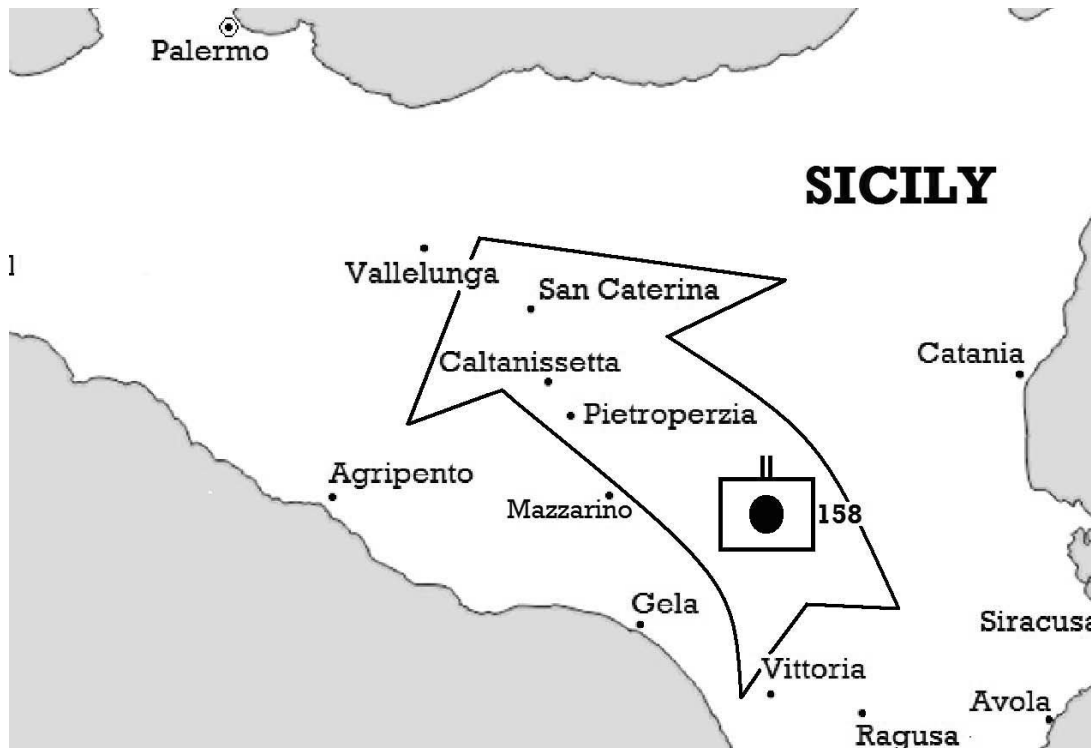 Palermo
SICILY
l
Vallelunga
San Caterina
Catania
Caltanissetta
Pietroperzia
Agripento
Mazzarino
158
Gela
Siracusa
Vittoria
Avola
Ragusa